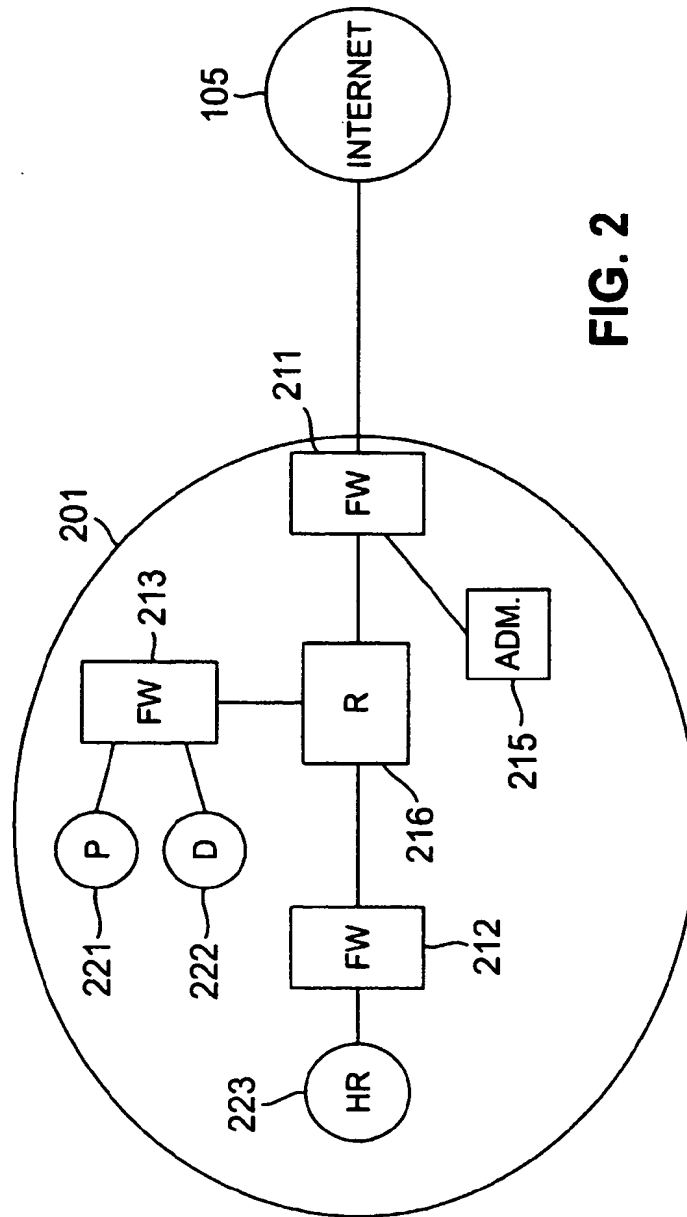 201
213
FW
P
221
D
222
R
216
FW
211
INTERNET
105
ADM.
215
FW
212
HR
223
FIG. 2